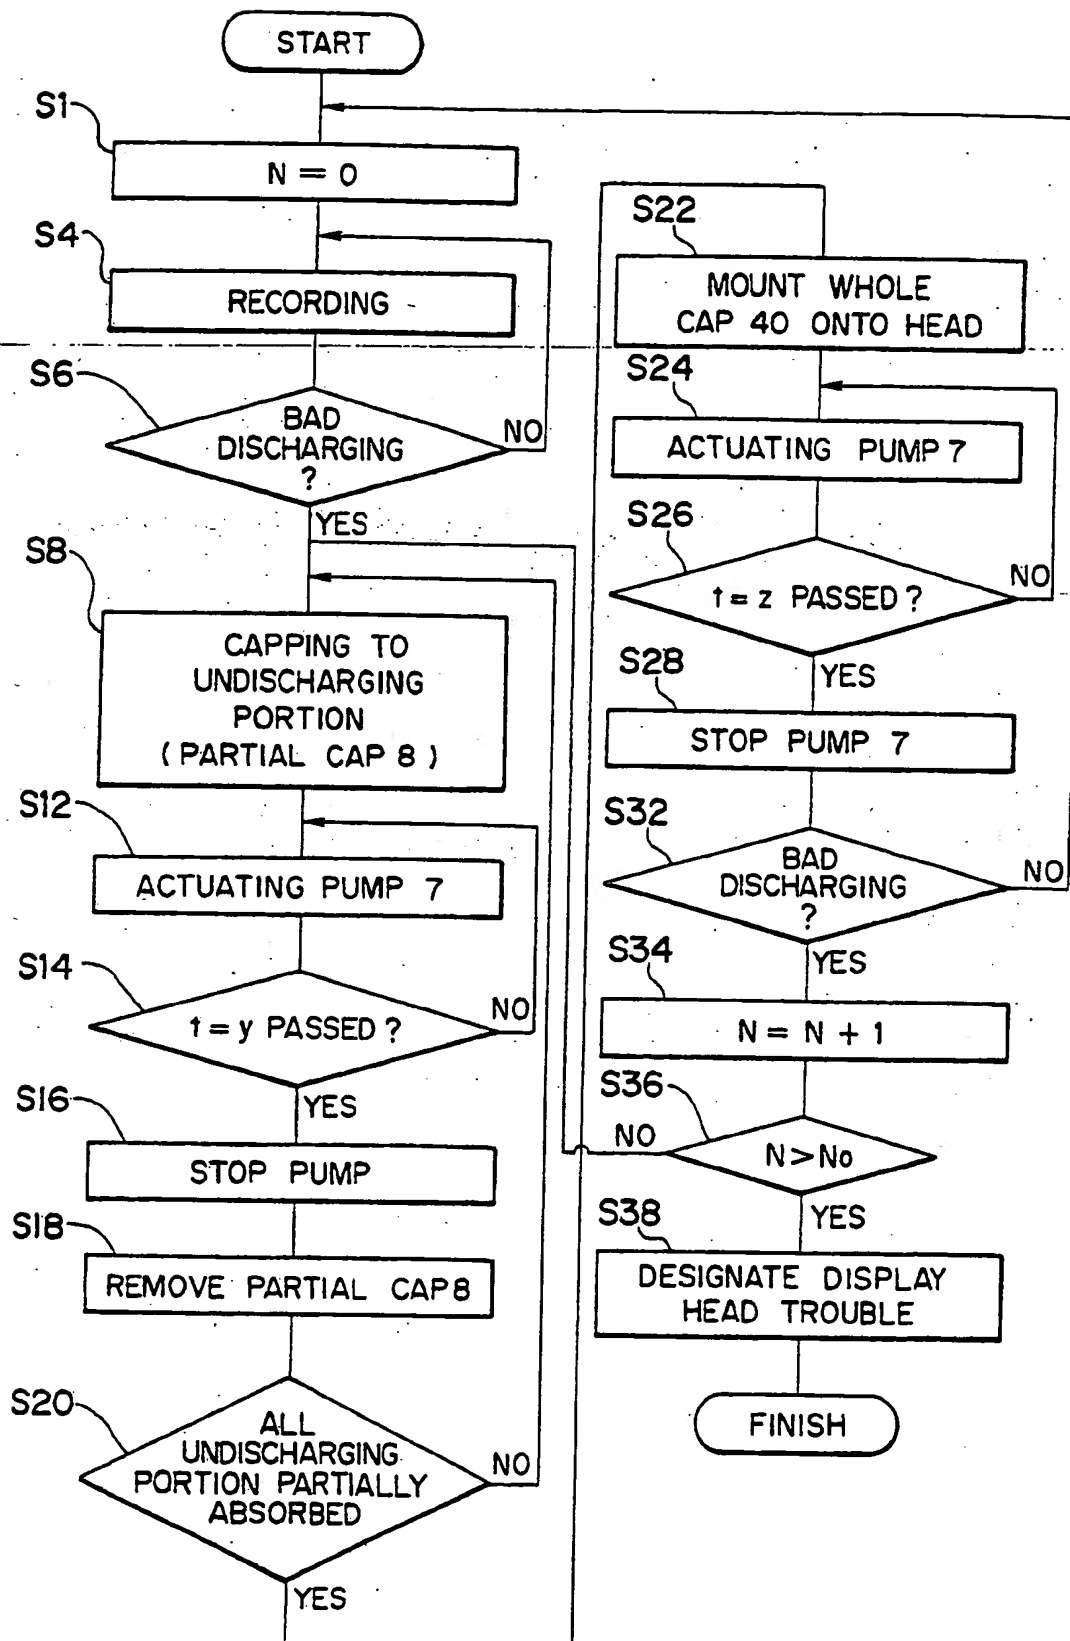 START
S1
N = 0
S4
RECORDING
S6
BAD
DISCHARGING
?
NO
YES
S8
CAPPING TO
UNDISCHARGING
PORTION
(PARTIAL CAP 8)
S12
ACTUATING PUMP 7
S14
t = y PASSED ?
NO
YES
S16
STOP PUMP
S18
REMOVE PARTIAL CAP 8
S20
ALL
UNDISCHARGING
PORTION PARTIALLY
ABSORBED
NO
YES
S22
MOUNT WHOLE
CAP 40 ONTO HEAD
S24
ACTUATING PUMP 7
S26
t = z PASSED ?
NO
YES
S28
STOP PUMP 7
S32
BAD
DISCHARGING
?
NO
YES
S34
N = N + 1
S36
NO
N > No
YES
S38
DESIGNATE DISPLAY
HEAD TROUBLE
FINISH